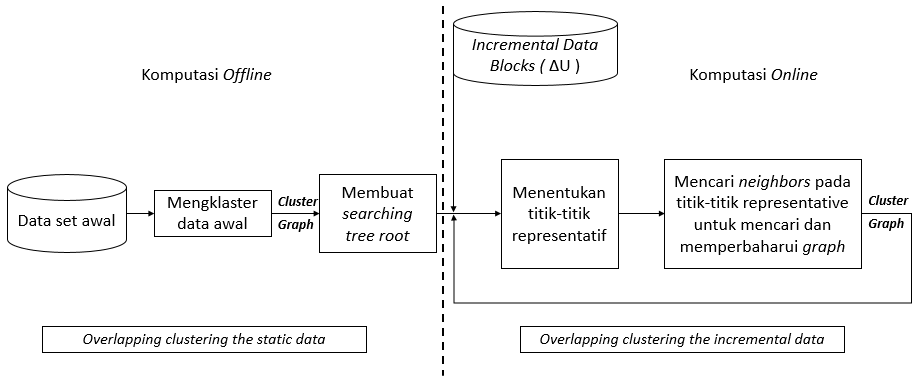 Komputasi Offline
Incremental Data
Blocks ( ΔU )
Komputasi Online
Data set awal
Mengklaster
data awal
Cluster
Graph
Membuat
searching
tree root
Menentukan
titik-titik
representatif
Mencari neighbors pada
titik-titik representative
untuk mencari dan
memperbaharui graph
Cluster
Graph
Overlapping clustering the static data
Overlapping clustering the incremental data